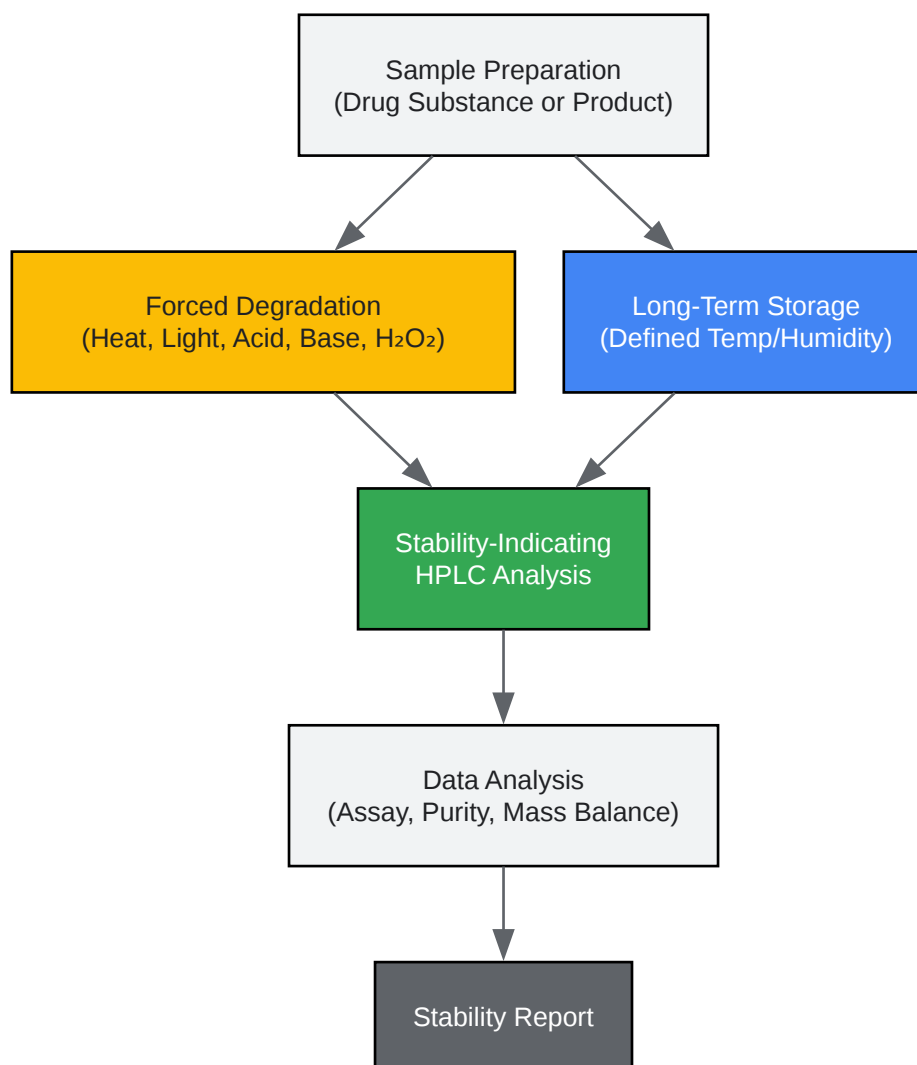 Sample Preparation
(Drug Substance or Product)
Forced Degradation
(Heat, Light, Acid, Base, H₂O₂)
Long-Term Storage
(Defined Temp/Humidity)
Stability-Indicating
HPLC Analysis
Data Analysis
(Assay, Purity, Mass Balance)
Stability Report